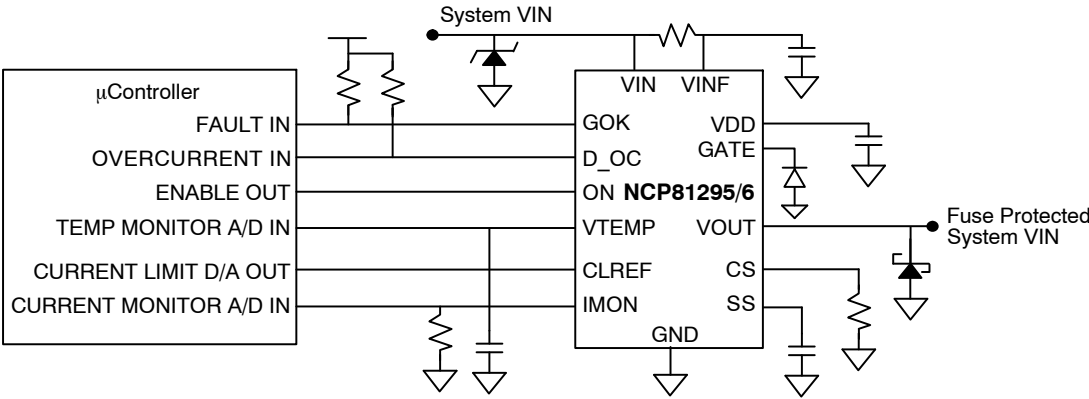 System VIN
μController
FAULT IN
OVERCURRENT IN
ENABLE OUT
TEMP MONITOR A/D IN
CURRENT LIMIT D/A OUT
CURRENT MONITOR A/D IN
VIN VINF
GOK
D_OC
ON NCP81295/6
VTEMP
CLREF
IMON
GND
VDD
GATE
VOUT
CS
SS
Fuse Protected
System VIN